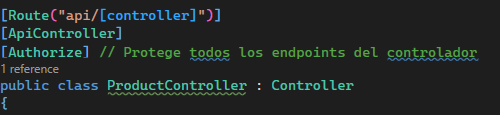 [Route("api/[controller]")]
[ApiController]
[Authorize] // Protege todos los endpoints del controlador
1 reference
public class ProductController : Controller
{